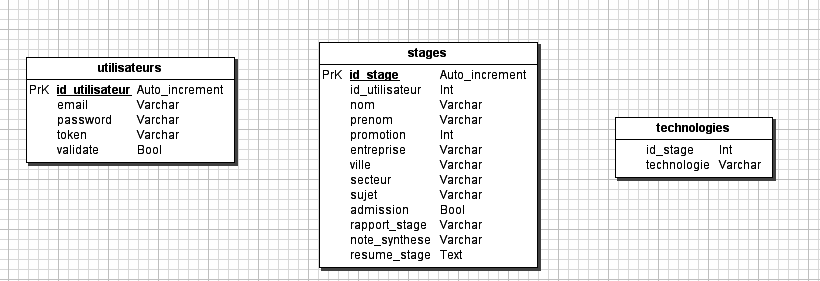 utilisateurs
PrK id_utilisateur Auto_increment
email Varchar
password Varchar
token Varchar
validate Bool
stages
PrK id_stage Auto_increment
id_utilisateur Int
nom Varchar
prenom Varchar
promotion Int
entreprise Varchar
ville Varchar
secteur Varchar
sujet Varchar
admission Bool
rapport_stage Varchar
note_synthese Varchar
resume_stage Text
technologies
id_stage Int
technologie Varchar